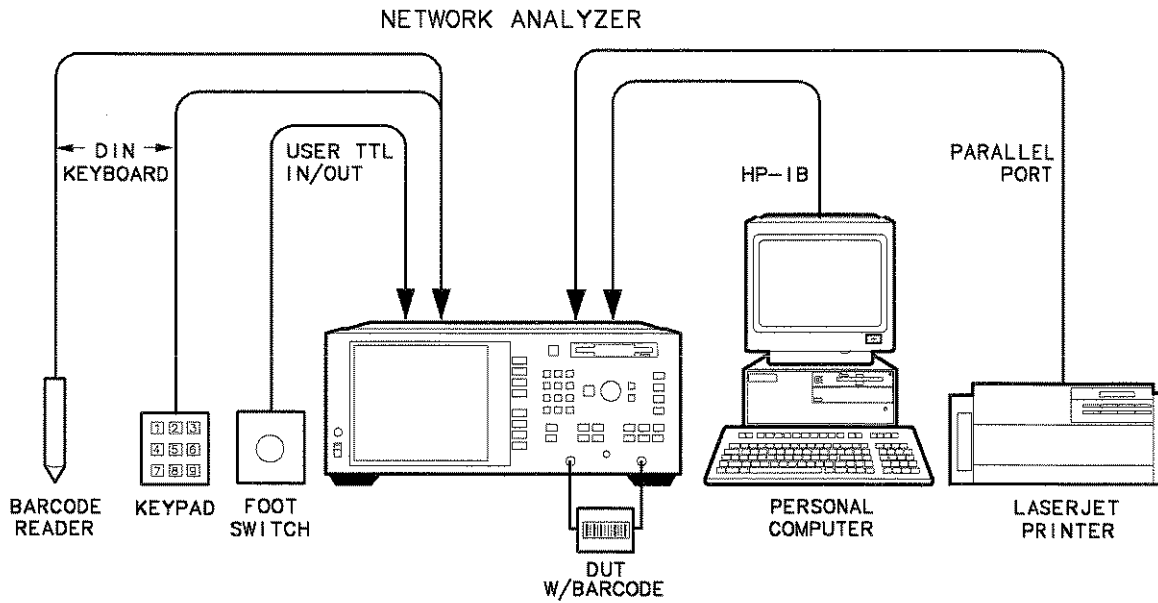 NETWORK ANALYZER
DIN
KEYBOARD
USER TTL
IN/OUT
HP-IB
PARALLEL
PORT
1 2 3
4 5 6
7 8 9
BARCODE
READER
KEYPAD
FOOT
SWITCH
DUT
W/BARCODE
PERSONAL
COMPUTER
LASERJET
PRINTER